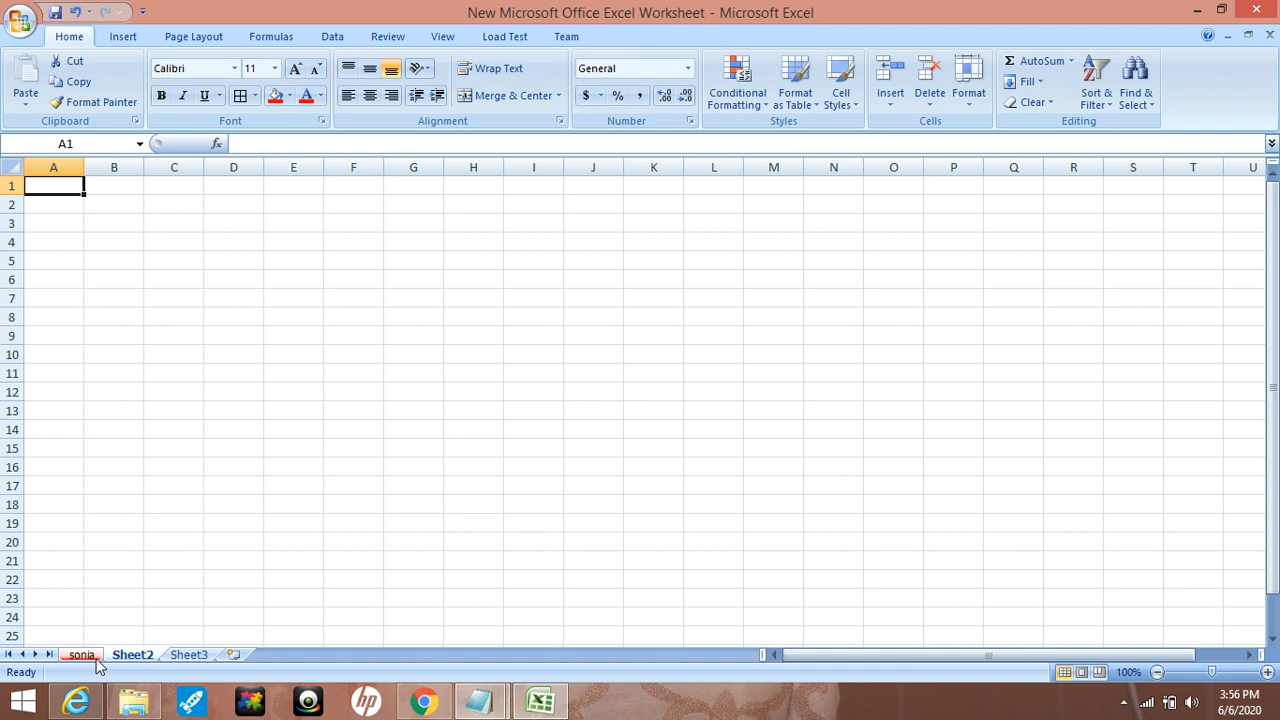 New Microsoft Office Excel Worksheet - Microsoft Excel
Home Insert Page Layout Formulas Data Review View Load Test Team
Paste Cut Copy Format Painter
Clipboard
Calibri 11
B I U A A A
Font
Wrap Text
Merge & Center
Alignment
General
$ % ,
Number
Conditional Formatting Format as Table Cell Styles
Styles
Insert Delete Format
Cells
Σ AutoSum
Fill
Clear
Sort & Filter Find & Select
Editing
A1 fx
A B C D E F G H I J K L M N O P Q R S T U
1
2
3
4
5
6
7
8
9
10
11
12
13
14
15
16
17
18
19
20
21
22
23
24
25
sonia Sheet2 Sheet3
Ready 100%
hp
3:56 PM
6/6/2020